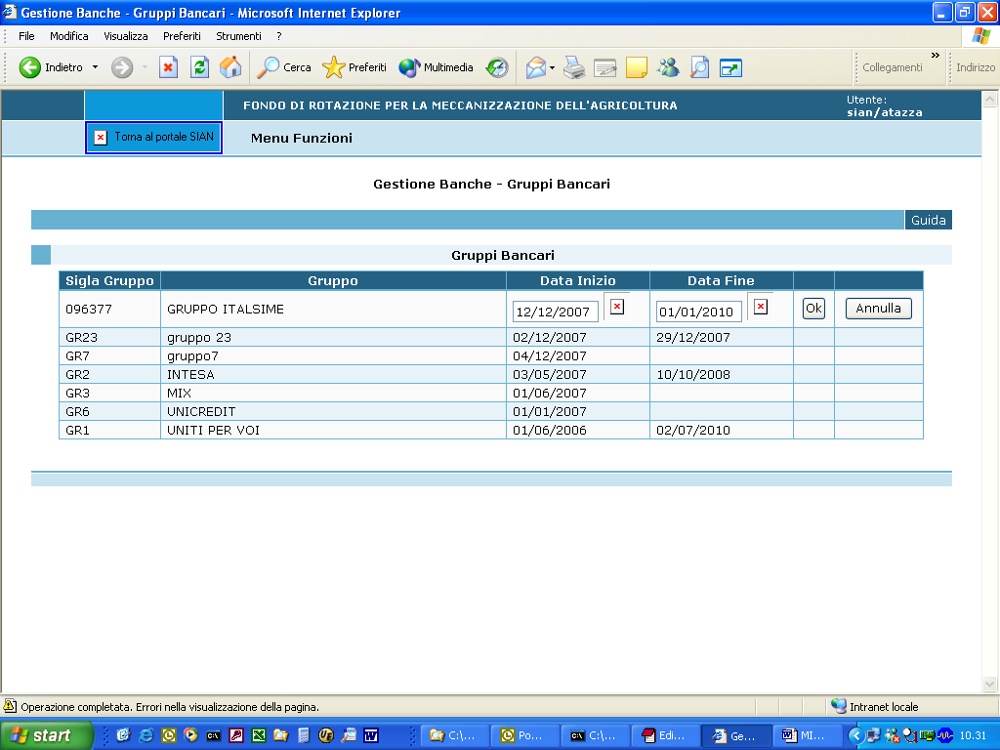 Gestione Banche - Gruppi Bancari - Microsoft Internet Explorer
File Modifica Visualizza Preferiti Strumenti ?
Indietro Cerca Preferiti Multimedia Collegamenti » Indirizzo
FONDO DI ROTAZIONE PER LA MECCANIZZAZIONE DELL'AGRICOLTURA
Utente:
sian/atazza
Torna al portale SIAN Menu Funzioni
Gestione Banche - Gruppi Bancari
Guida
Gruppi Bancari
Sigla Gruppo Gruppo Data Inizio Data Fine
096377 GRUPPO ITALSIME 12/12/2007 01/01/2010 Ok Annulla
GR23 gruppo 23 02/12/2007 29/12/2007
GR7 gruppo7 04/12/2007
GR2 INTESA 03/05/2007 10/10/2008
GR3 MIX 01/06/2007
GR6 UNICREDIT 01/01/2007
GR1 UNITI PER VOI 01/06/2006 02/07/2010
Operazione completata. Errori nella visualizzazione della pagina. Intranet locale
start C:\... Po... C:\... Edi... Ge... MI... 10.31